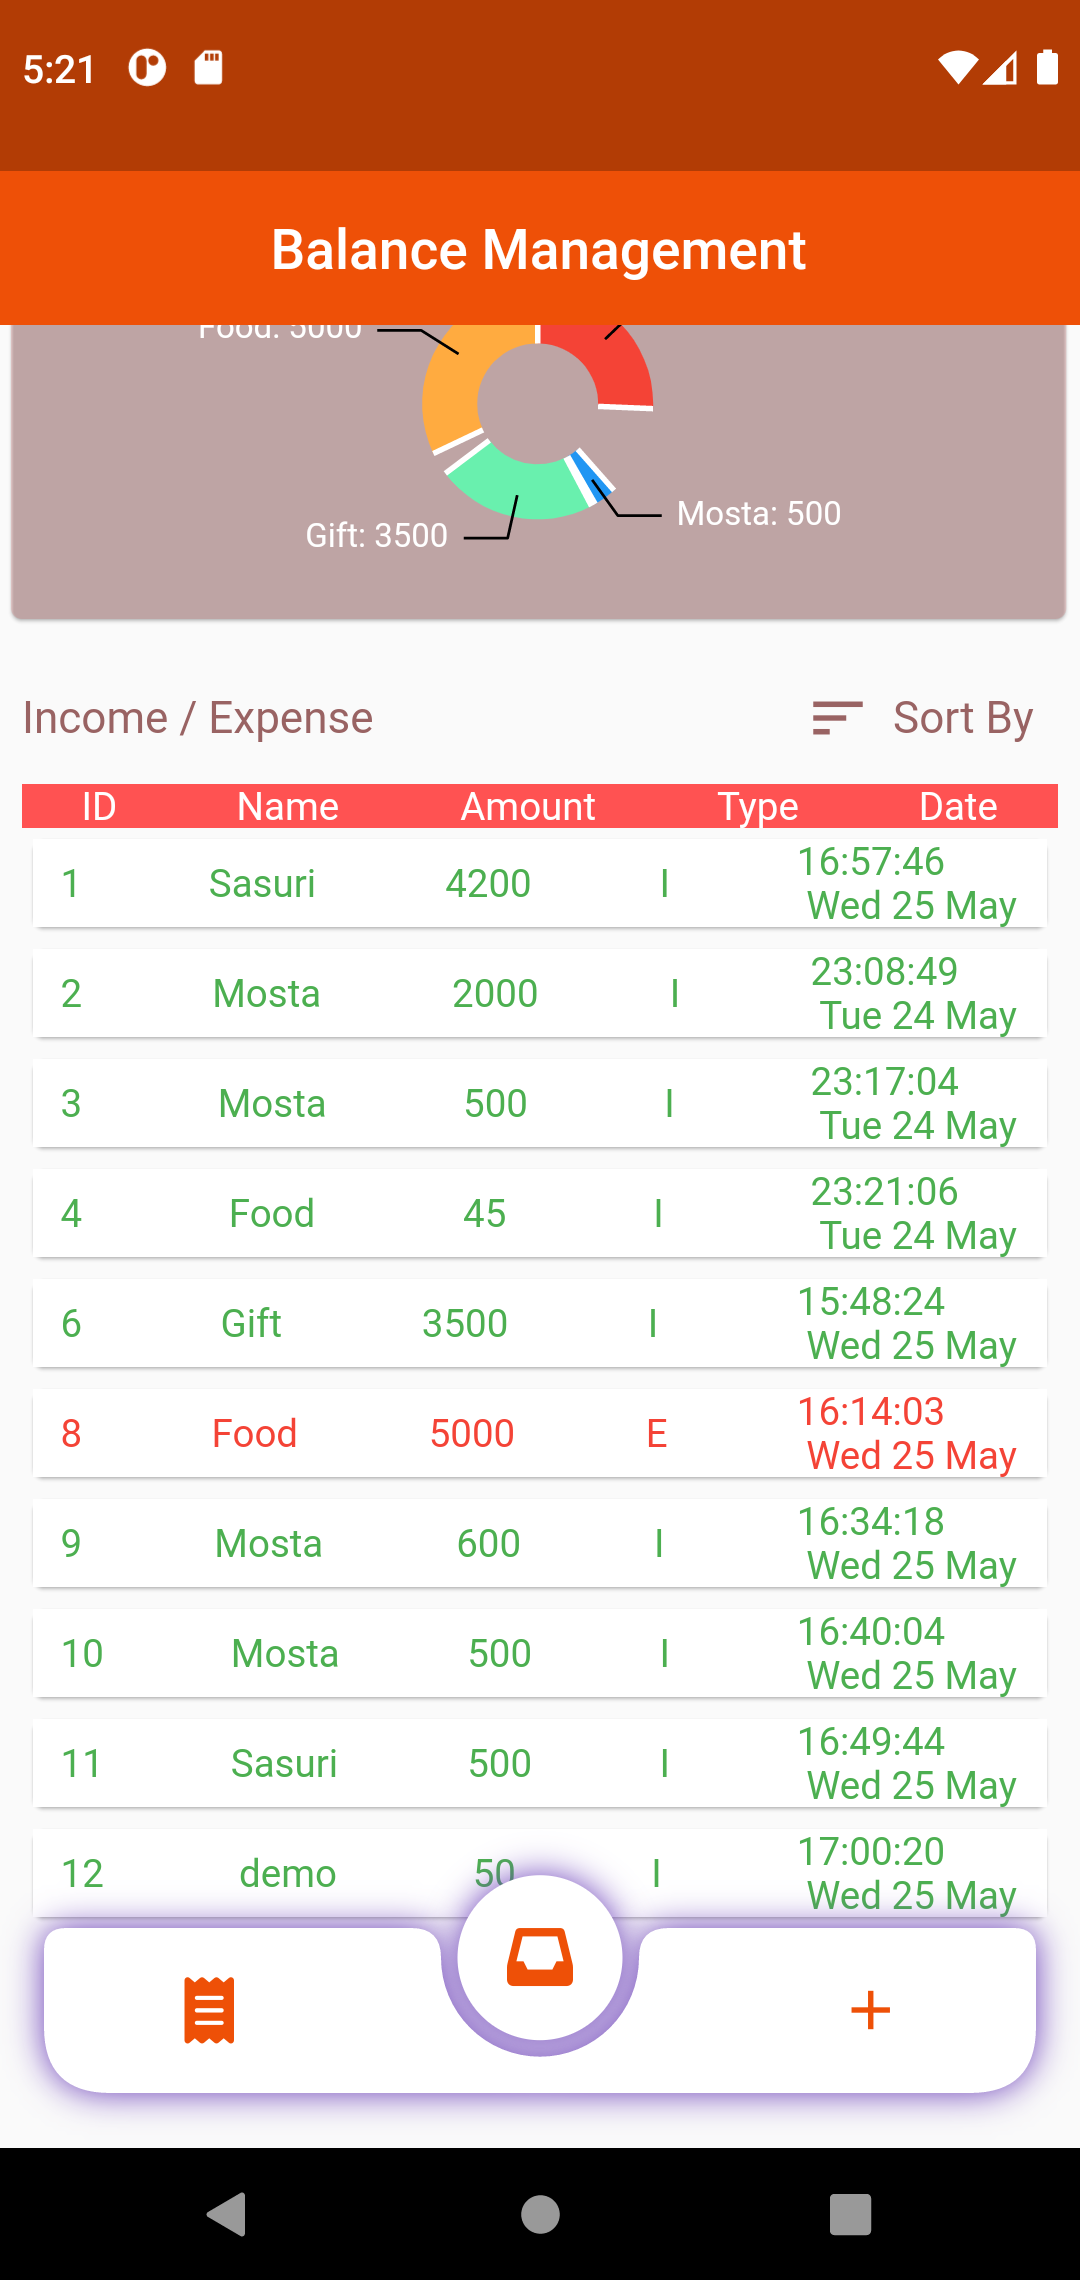 5:21
Balance Management
Food: 5000
Mosta: 500
Gift: 3500
Income / Expense
Sort By
ID Name Amount Type Date
1 Sasuri 4200 I 16:57:46
Wed 25 May
2 Mosta 2000 I 23:08:49
Tue 24 May
3 Mosta 500 I 23:17:04
Tue 24 May
4 Food 45 I 23:21:06
Tue 24 May
6 Gift 3500 I 15:48:24
Wed 25 May
8 Food 5000 E 16:14:03
Wed 25 May
9 Mosta 600 I 16:34:18
Wed 25 May
10 Mosta 500 I 16:40:04
Wed 25 May
11 Sasuri 500 I 16:49:44
Wed 25 May
12 demo 50 I 17:00:20
Wed 25 May